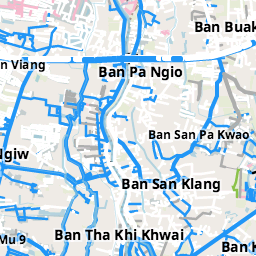 Ban Buak
n Viang
Ban Pa Ngio
Ban San Pa Kwao
Ngiw
Ban San Klang
Ban Tha Khi Khwai
Mu 9
Ban K